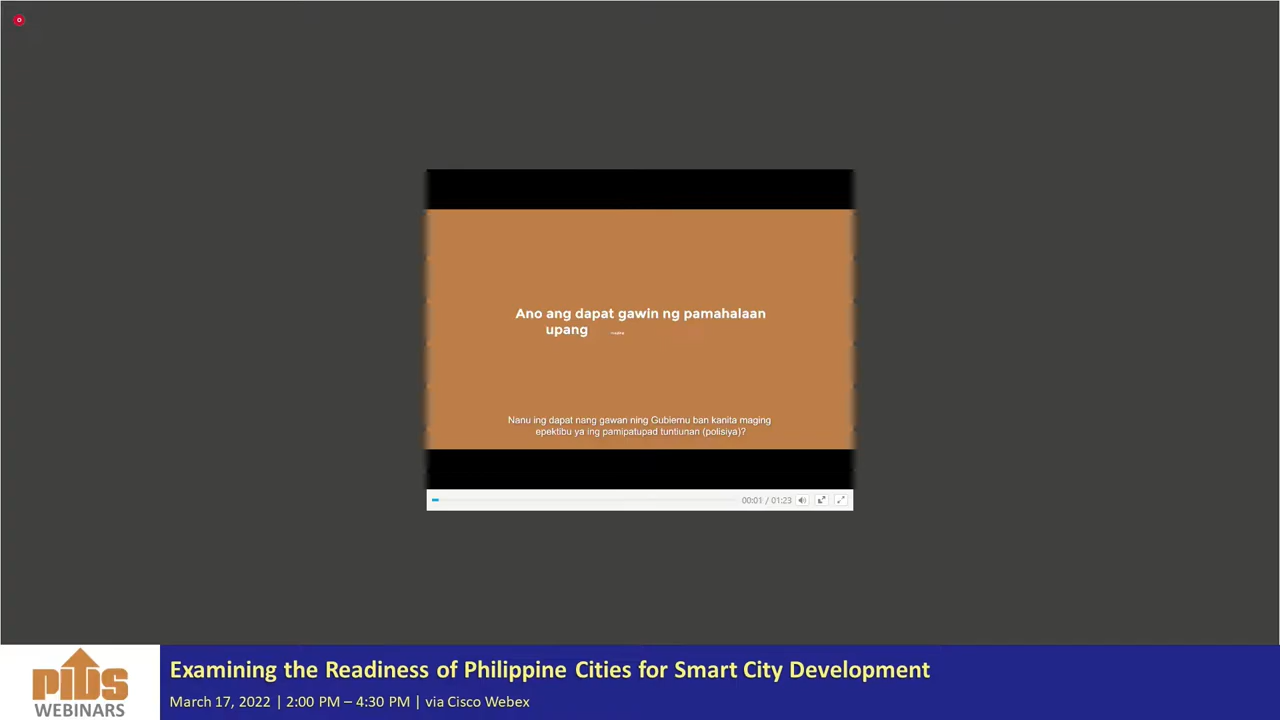 Ano ang dapat gawin ng pamahalaan
upang
Nanu ing dapat nang gawan ning Gubiernu ban kanita maging
epektibu ya ing pamipatupad tuntiunan (polisiya)?
00:01 / 01:23
PIDS
WEBINARS
Examining the Readiness of Philippine Cities for Smart City Development
March 17, 2022 | 2:00 PM – 4:30 PM | via Cisco Webex